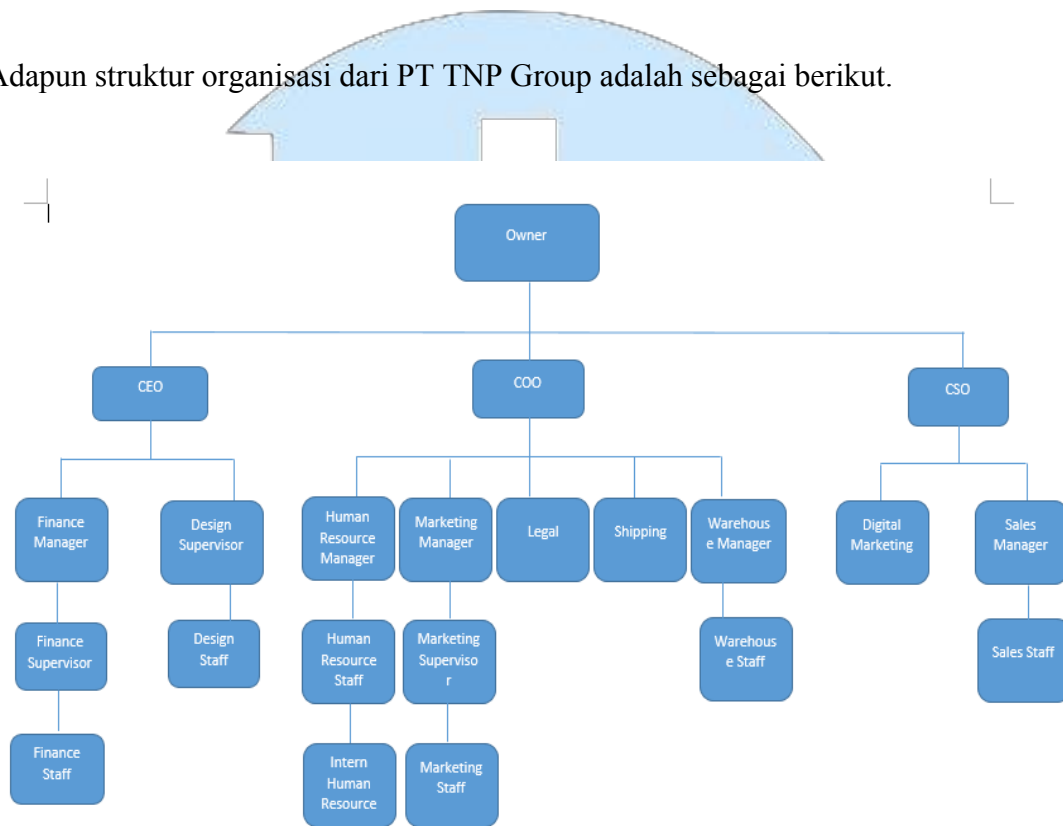 Adapun struktur organisasi dari PT TNP Group adalah sebagai berikut.
Owner
CEO
COO
CSO
Finance
Manager
Design
Supervisor
Human
Resource
Manager
Marketing
Manager
Legal
Shipping
Warehous
e Manager
Digital
Marketing
Sales
Manager
Finance
Supervisor
Design
Staff
Human
Resource
Staff
Marketing
Superviso
r
Warehous
e Staff
Sales Staff
Finance
Staff
Intern
Human
Resource
Marketing
Staff